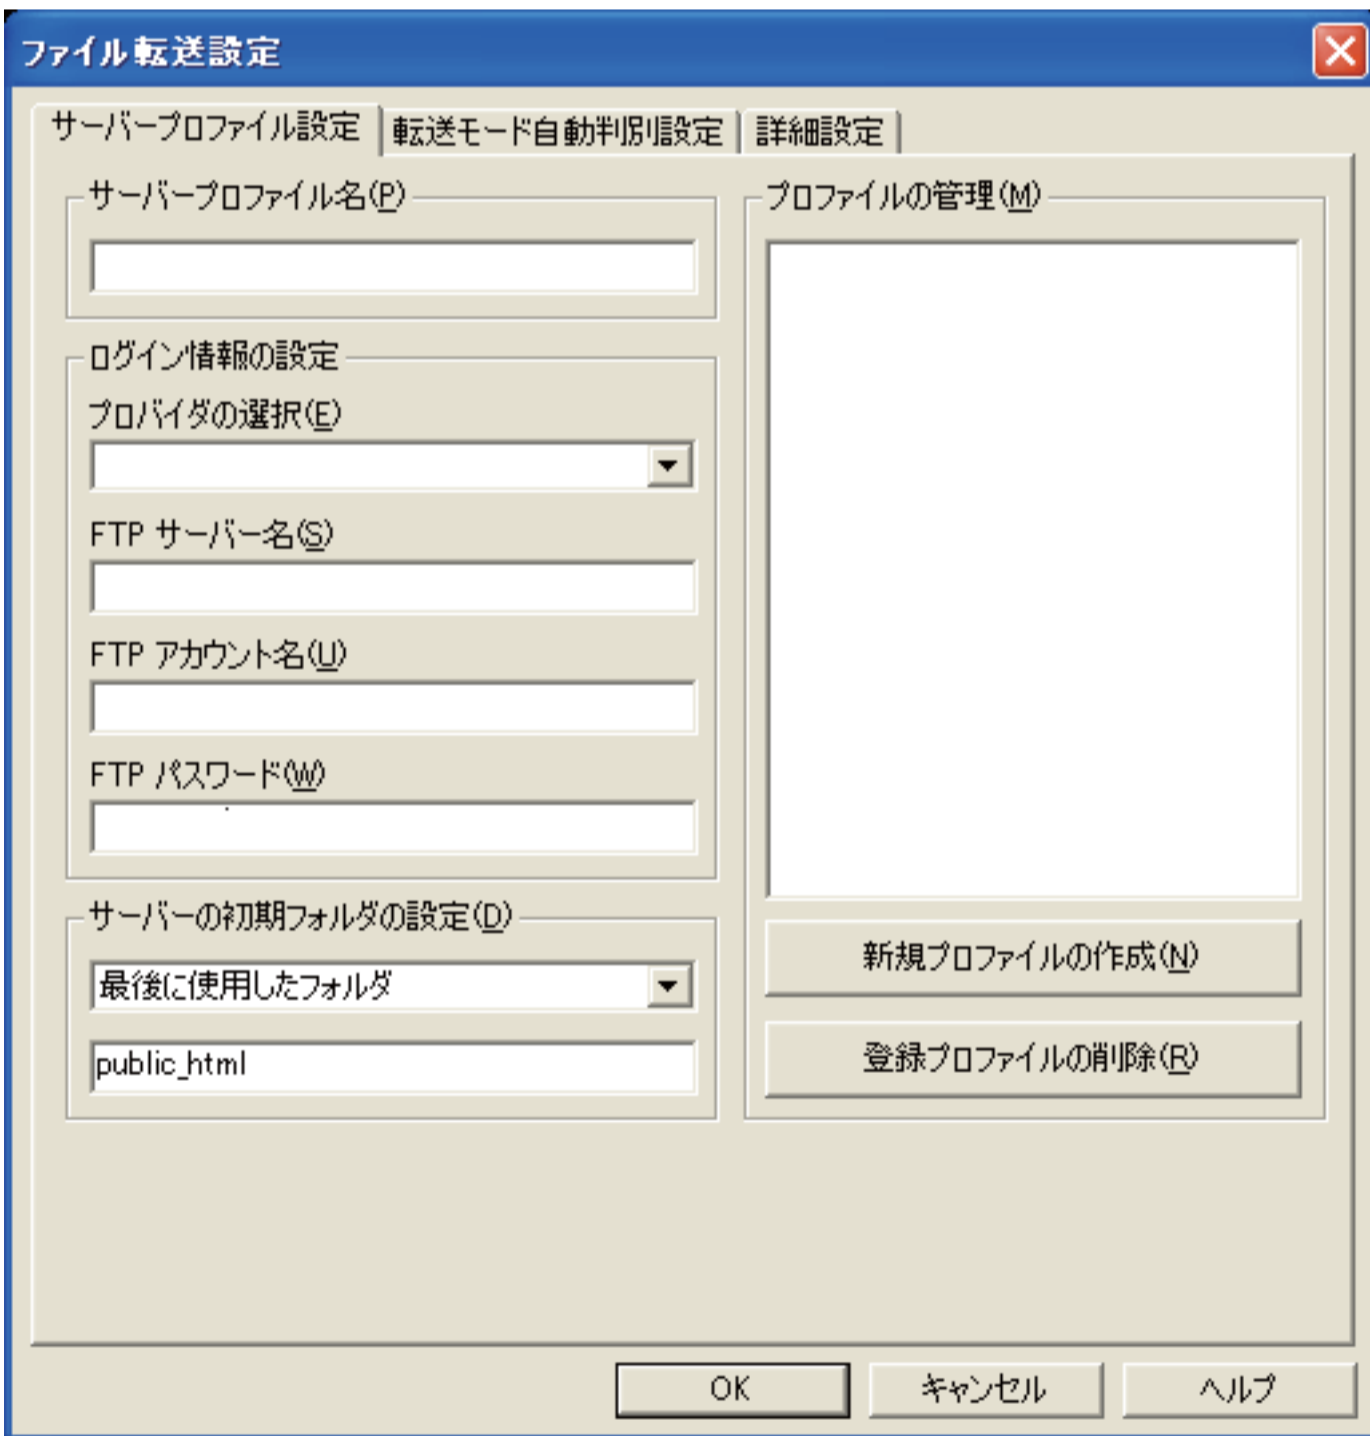 ファイル転送設定
サーバープロファイル設定 転送モード自動判別設定 詳細設定
サーバープロファイル名(P)
ログイン情報の設定
プロバイダの選択(E)
FTP サーバー名(S)
FTP アカウント名(U)
FTP パスワード(W)
サーバーの初期フォルダの設定(D)
最後に使用したフォルダ
public_html
プロファイルの管理(M)
新規プロファイルの作成(N)
登録プロファイルの削除(R)
OK キャンセル ヘルプ